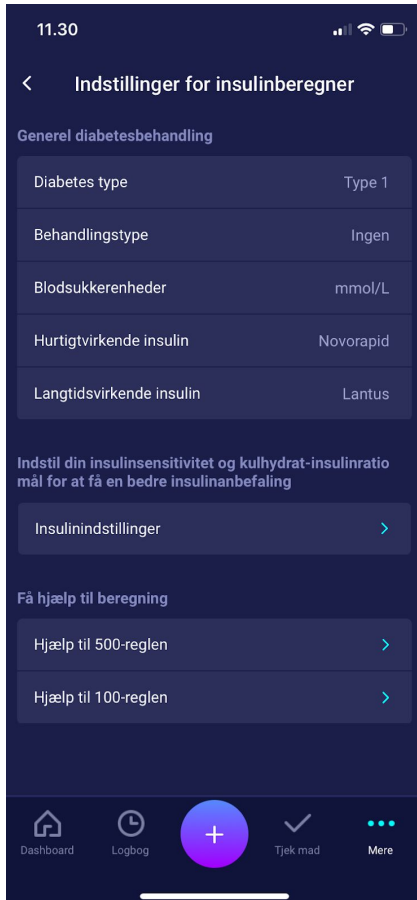 11.30
Indstillinger for insulinberegner
Generel diabetesbehandling
Diabetes type Type 1
Behandlingstype Ingen
Blodsukkerenheder mmol/L
Hurtigtvirkende insulin Novorapid
Langtidsvirkende insulin Lantus
Indstil din insulinsensitivitet og kulhydrat-insulinratio
mål for at få en bedre insulinanbefaling
Insulinindstillinger
Få hjælp til beregning
Hjælp til 500-reglen
Hjælp til 100-reglen
Dashboard Logbog Tjek mad Mere